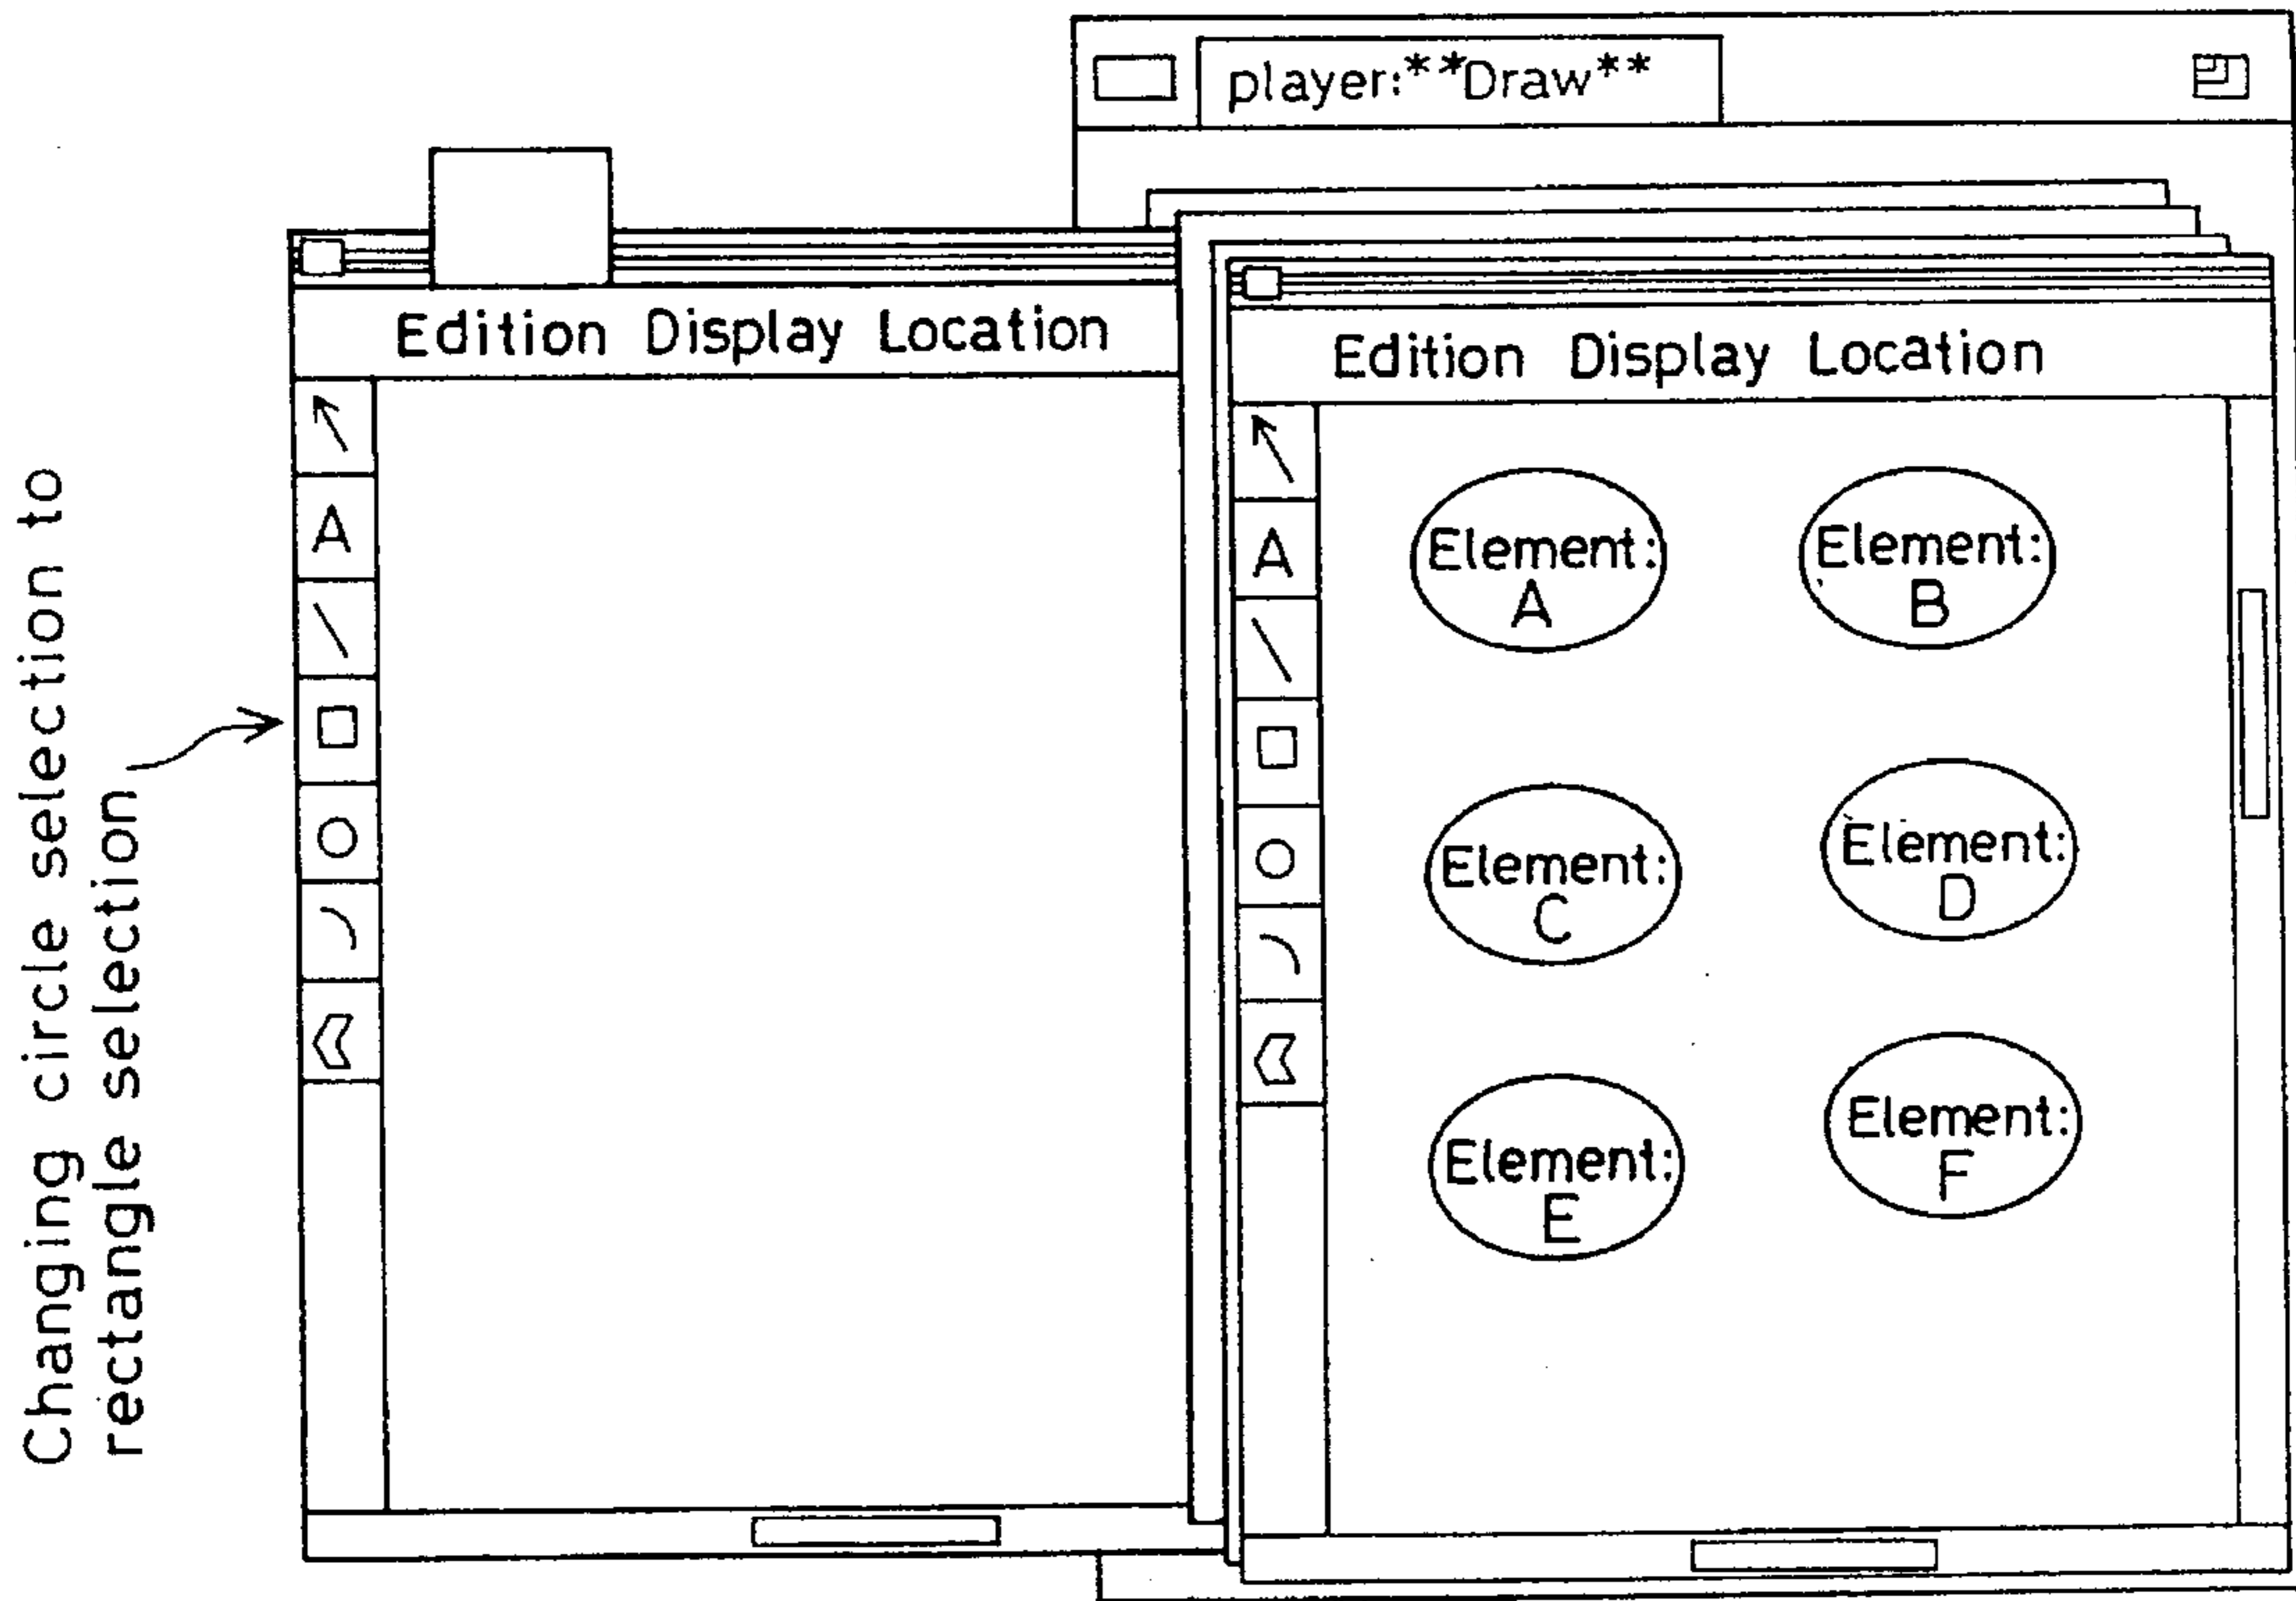 Changing circle selection to
rectangle selection
player:**Draw**
Edition Display Location
A
Edition Display Location
A
Element:
A
Element:
B
Element:
C
Element:
D
Element:
E
Element:
F